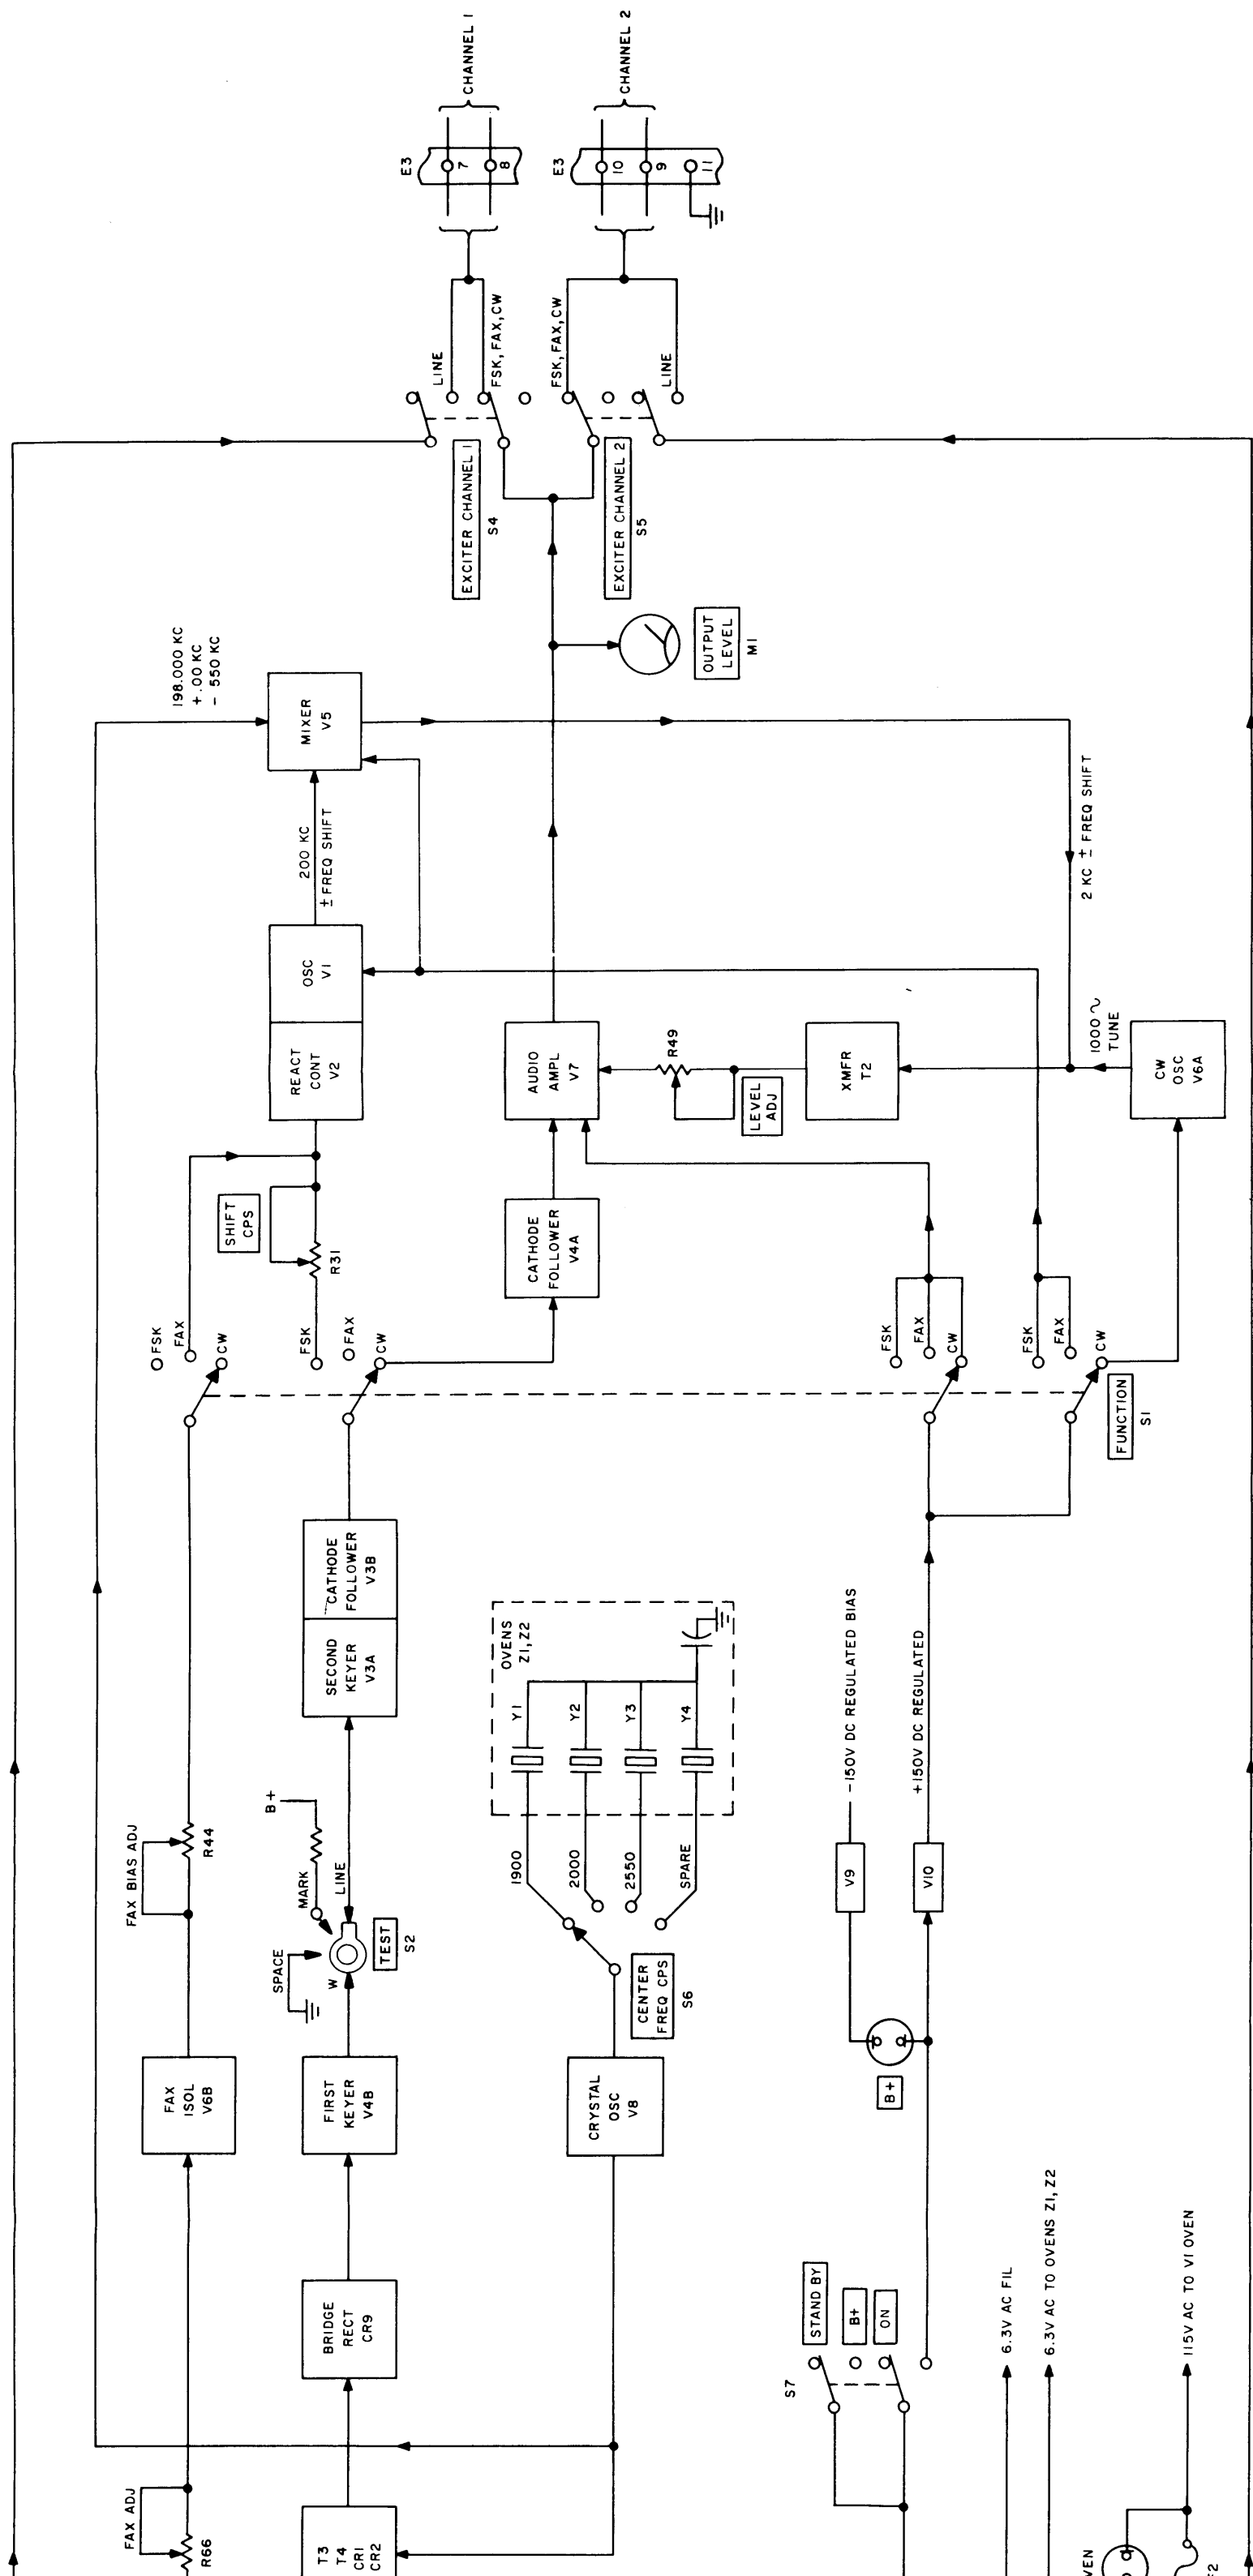 CHANNEL 1
CHANNEL 2
E3
7
8
E3
10
9
11
LINE
FSK, FAX, CW
FSK, FAX, CW
LINE
EXCITER CHANNEL 1
S4
EXCITER CHANNEL 2
S5
198.000 KC
+.00 KC
- 550 KC
MIXER
V5
OUTPUT
LEVEL
M1
200 KC
± FREQ SHIFT
2 KC ± FREQ SHIFT
OSC
V1
REACT
CONT
V2
AUDIO
AMPL
V7
R49
LEVEL
ADJ
XMFR
T2
1000 ~
TUNE
CW
OSC
V6A
SHIFT
CPS
R31
CATHODE
FOLLOWER
V4A
FSK
FAX
CW
FSK
FAX
CW
FSK
FAX
CW
FSK
FAX
CW
FUNCTION
S1
CATHODE
FOLLOWER
V3B
SECOND
KEYER
V3A
OVENS
Z1,Z2
Y1
Y2
Y3
Y4
1900
2000
2550
SPARE
-150V DC REGULATED BIAS
+150V DC REGULATED
FAX BIAS ADJ
R44
B+
MARK
LINE
SPACE
W
TEST
S2
CENTER
FREQ CPS
S6
V9
V10
B+
FAX
ISOL
V6B
FIRST
KEYER
V4B
CRYSTAL
OSC
V8
BRIDGE
RECT
CR9
S7
STAND BY
B+
ON
6.3V AC FIL
6.3V AC TO OVENS Z1, Z2
115V AC TO V1 OVEN
FAX ADJ
R66
T3
T4
CR1
CR2
VEN
F2